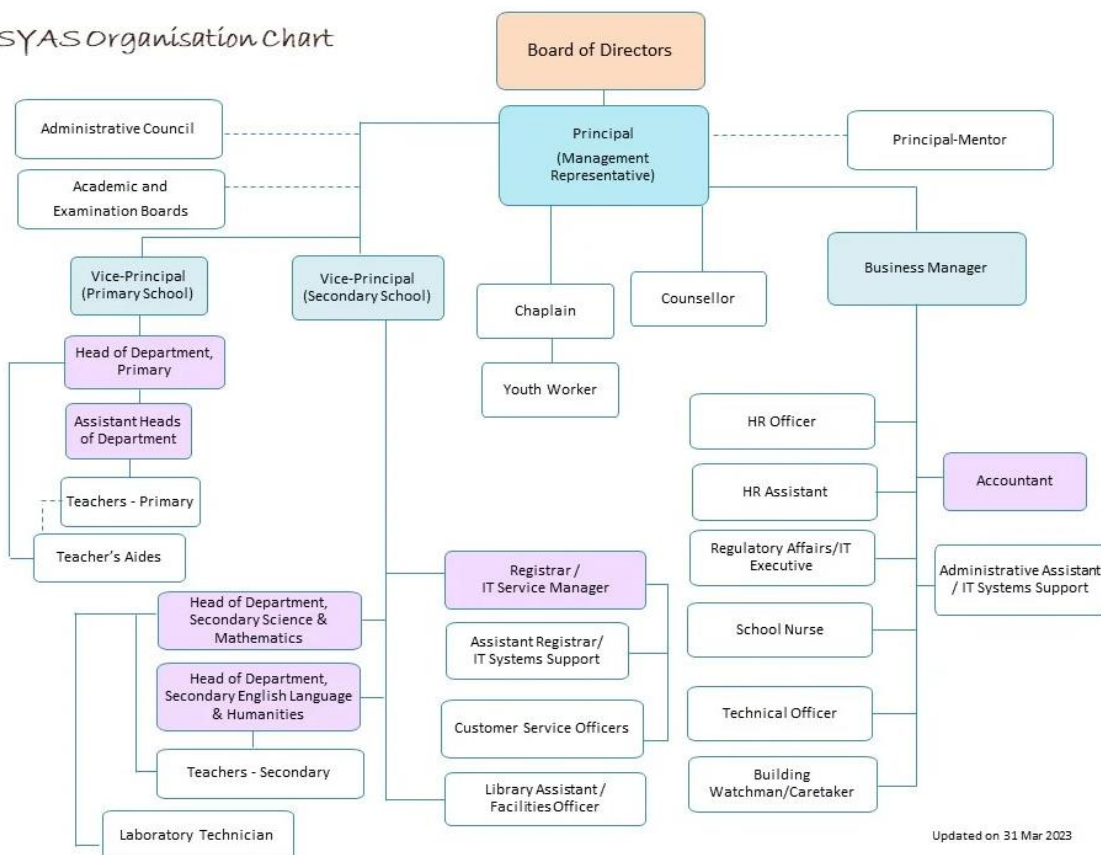 SYAS Organisation Chart
Board of Directors
Administrative Council
Principal
(Management
Representative)
Principal-Mentor
Academic and
Examination Boards
Vice-Principal
(Primary School)
Vice-Principal
(Secondary School)
Business Manager
Chaplain
Counsellor
Head of Department,
Primary
Youth Worker
Assistant Heads
of Department
HR Officer
Accountant
Teachers - Primary
HR Assistant
Teacher's Aides
Registrar /
IT Service Manager
Regulatory Affairs/IT
Executive
Administrative Assistant
/ IT Systems Support
Head of Department,
Secondary Science &
Mathematics
Assistant Registrar/
IT Systems Support
School Nurse
Head of Department,
Secondary English Language
& Humanities
Customer Service Officers
Technical Officer
Teachers - Secondary
Library Assistant /
Facilities Officer
Building
Watchman/Caretaker
Laboratory Technician
Updated on 31 Mar 2023